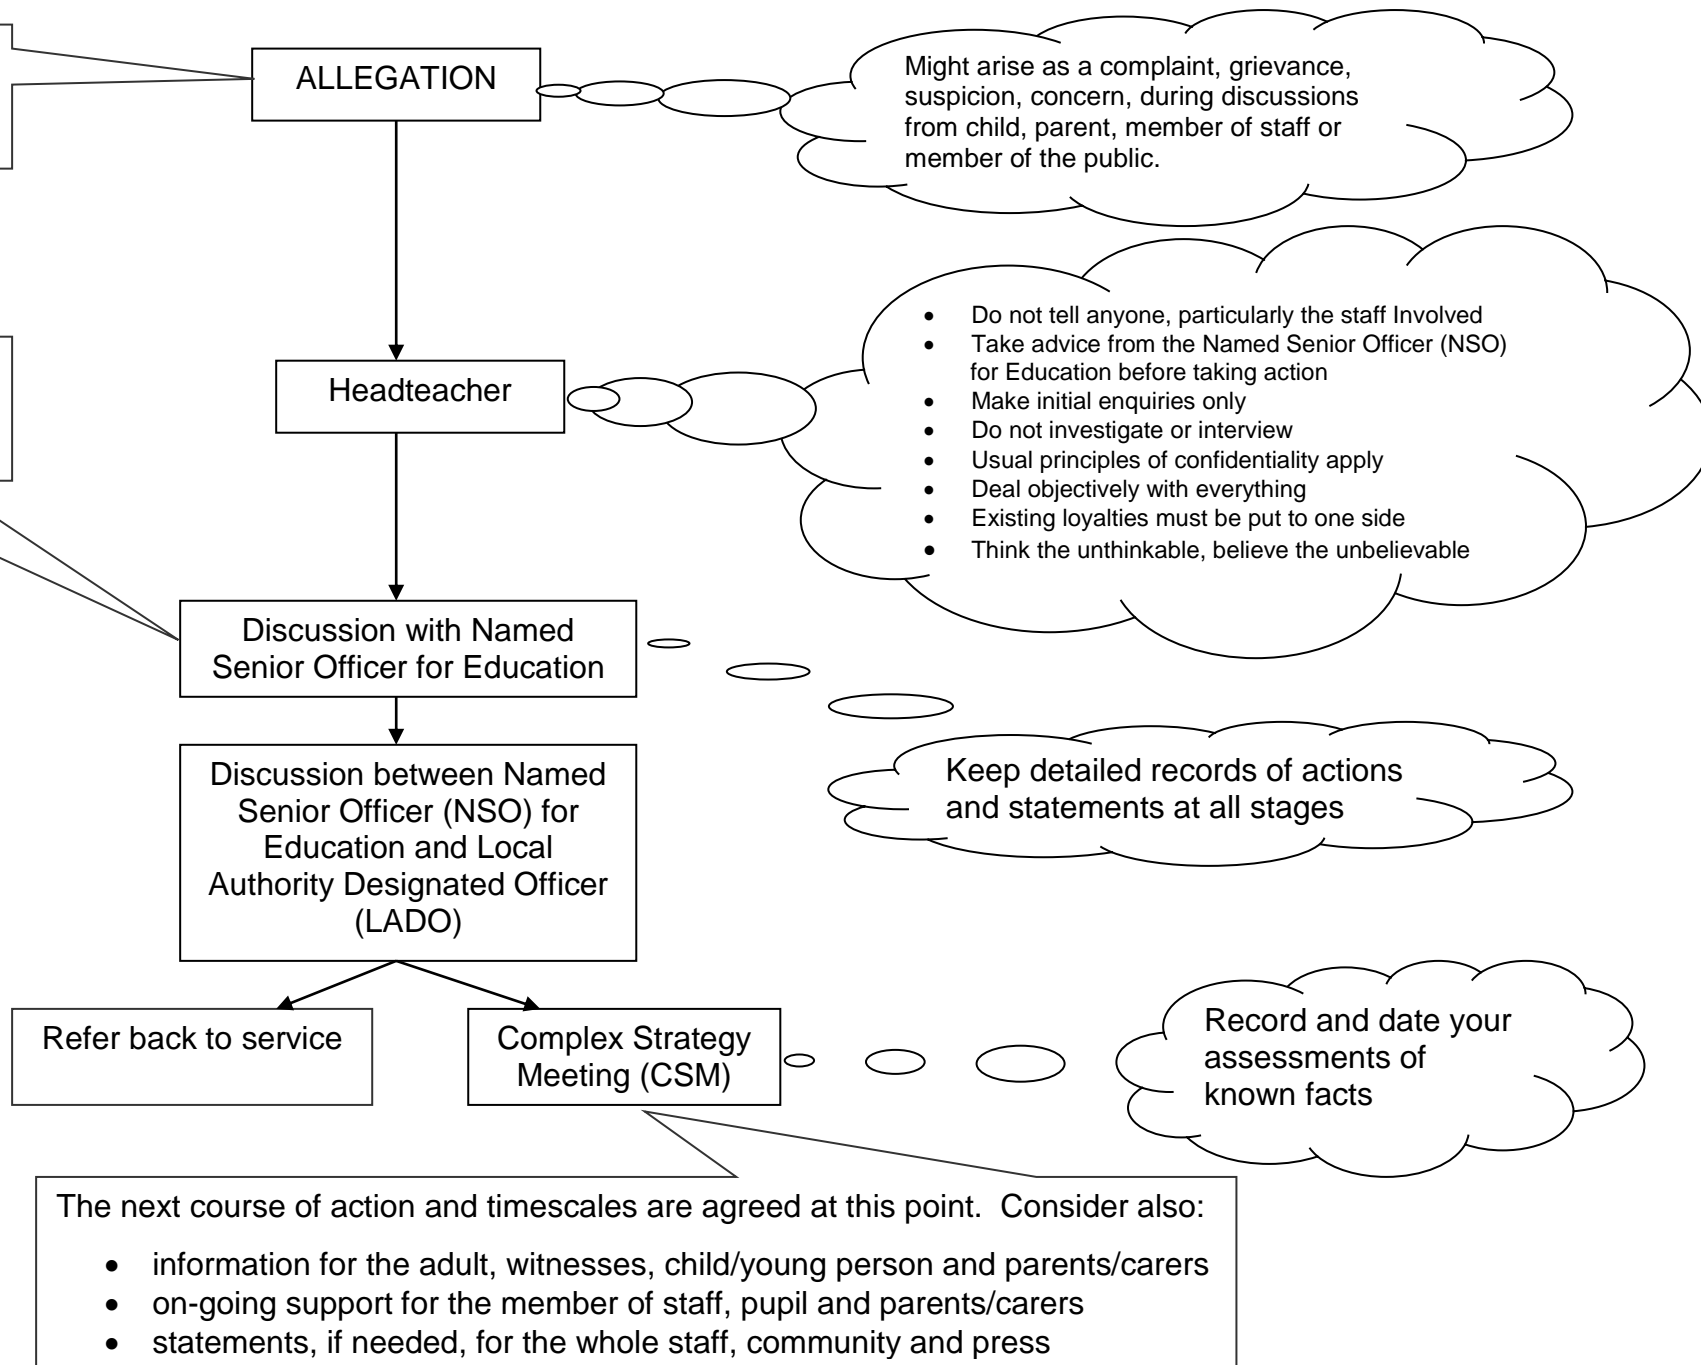 ALLEGATION
Might arise as a complaint, grievance,
suspicion, concern, during discussions
from child, parent, member of staff or
member of the public.
Headteacher
• Do not tell anyone, particularly the staff Involved
• Take advice from the Named Senior Officer (NSO)
for Education before taking action
• Make initial enquiries only
• Do not investigate or interview
• Usual principles of confidentiality apply
• Deal objectively with everything
• Existing loyalties must be put to one side
• Think the unthinkable, believe the unbelievable
Discussion with Named
Senior Officer for Education
Discussion between Named
Senior Officer (NSO) for
Education and Local
Authority Designated Officer
(LADO)
Keep detailed records of actions
and statements at all stages
Refer back to service
Complex Strategy
Meeting (CSM)
Record and date your
assessments of
known facts
The next course of action and timescales are agreed at this point. Consider also:
• information for the adult, witnesses, child/young person and parents/carers
• on-going support for the member of staff, pupil and parents/carers
• statements, if needed, for the whole staff, community and press